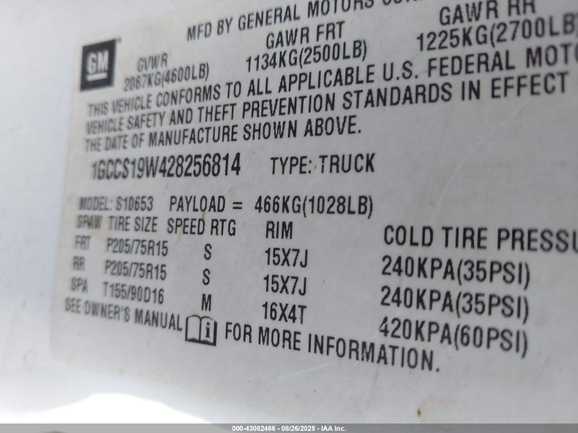 MFD BY GENERAL MOTORS
GM
GVWR GAWR FRT GAWR RR
2087KG(4600LB) 1134KG(2500LB) 1225KG(2700LB)
THIS VEHICLE CONFORMS TO ALL APPLICABLE U.S. FEDERAL
VEHICLE SAFETY AND THEFT PREVENTION STANDARDS IN EFFECT
THE DATE OF MANUFACTURE SHOWN ABOVE.
1GCCS19W428256814 TYPE: TRUCK
MODEL: S10653 PAYLOAD = 466KG(1028LB)
TIRE SIZE SPEED RTG RIM COLD TIRE
FRT P205/75R15 S 15X7J 240KPA(35PSI)
RR P205/75R15 S 15X7J 240KPA(35PSI)
SPA T155/90D16 M 16X4T 420KPA(60PSI)
SEE OWNER'S MANUAL FOR MORE INFORMATION.
000-43082466 08/26/2025 IAA Inc.